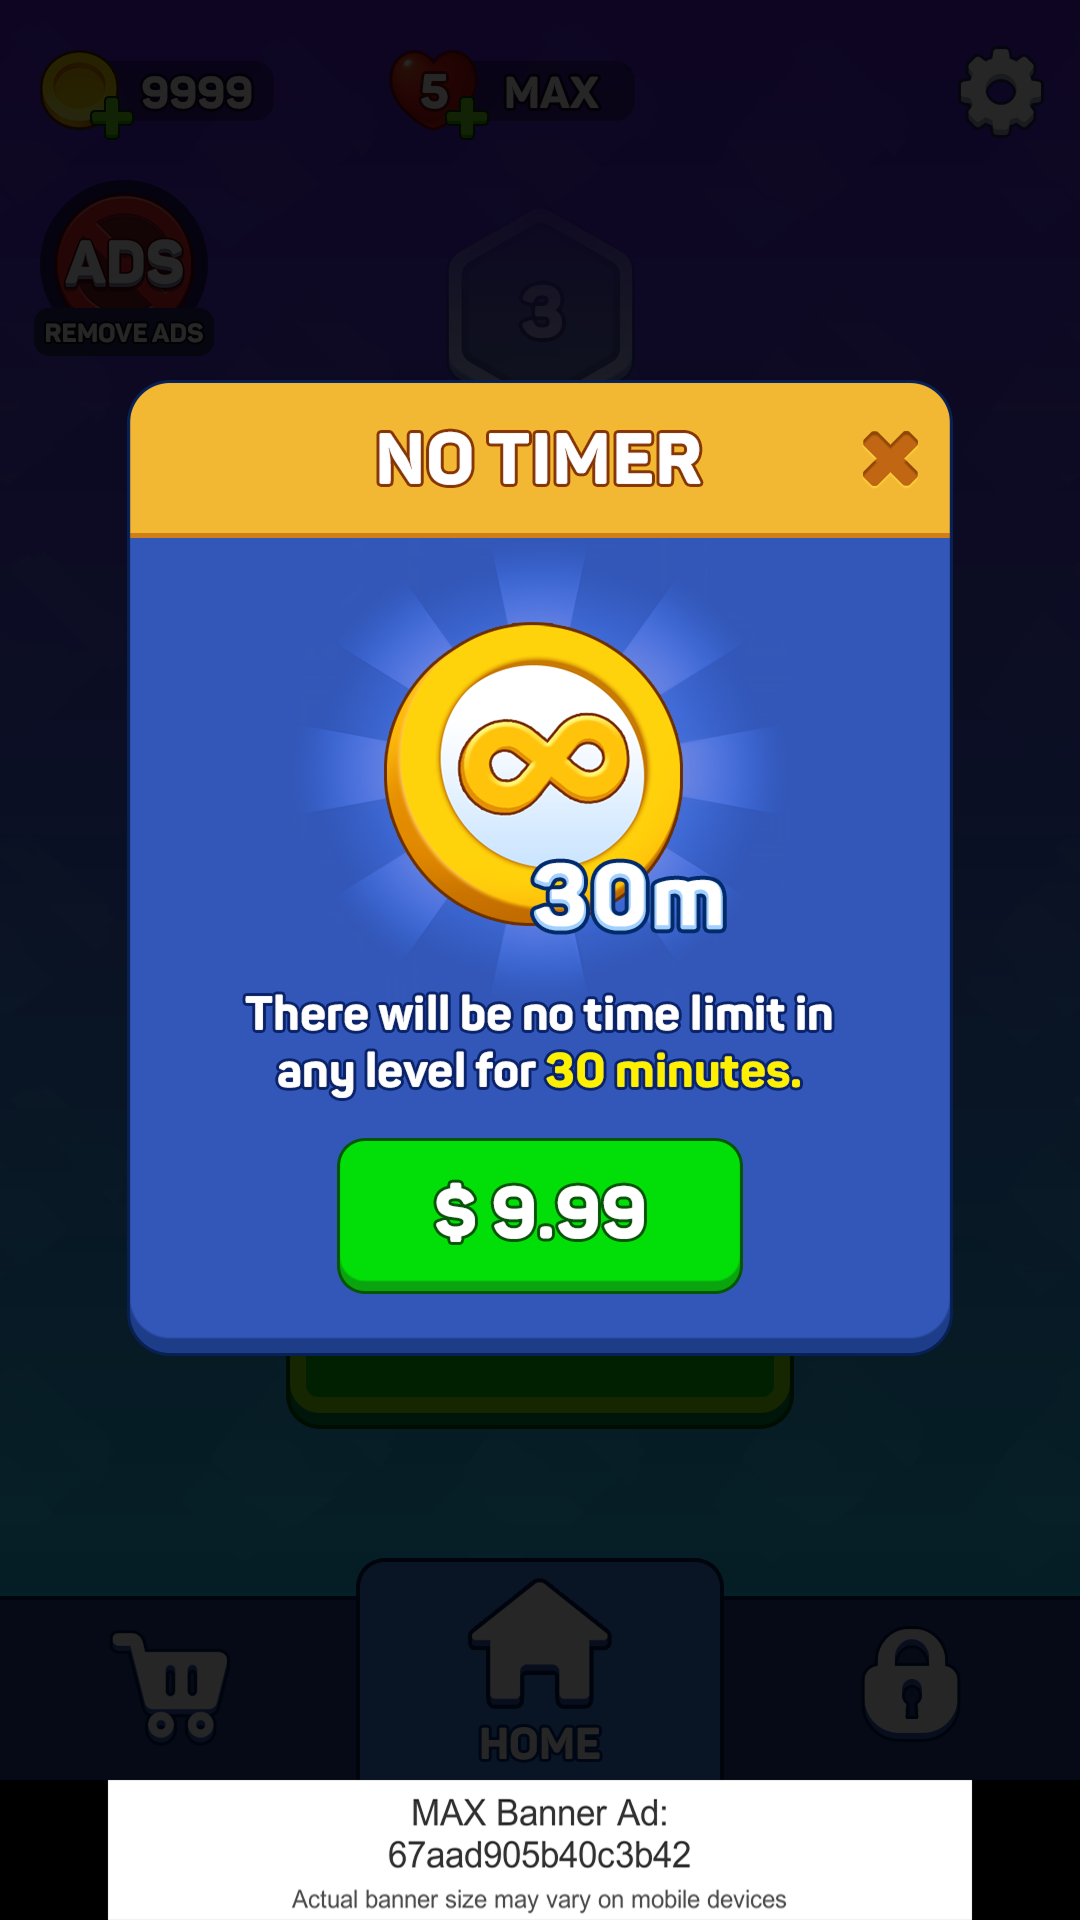 9999
5
MAX
ADS
REMOVE ADS
3
NO TIMER
30m
There will be no time limit in
any level for 30 minutes.
$ 9.99
HOME
MAX Banner Ad:
67aad905b40c3b42
Actual banner size may vary on mobile devices